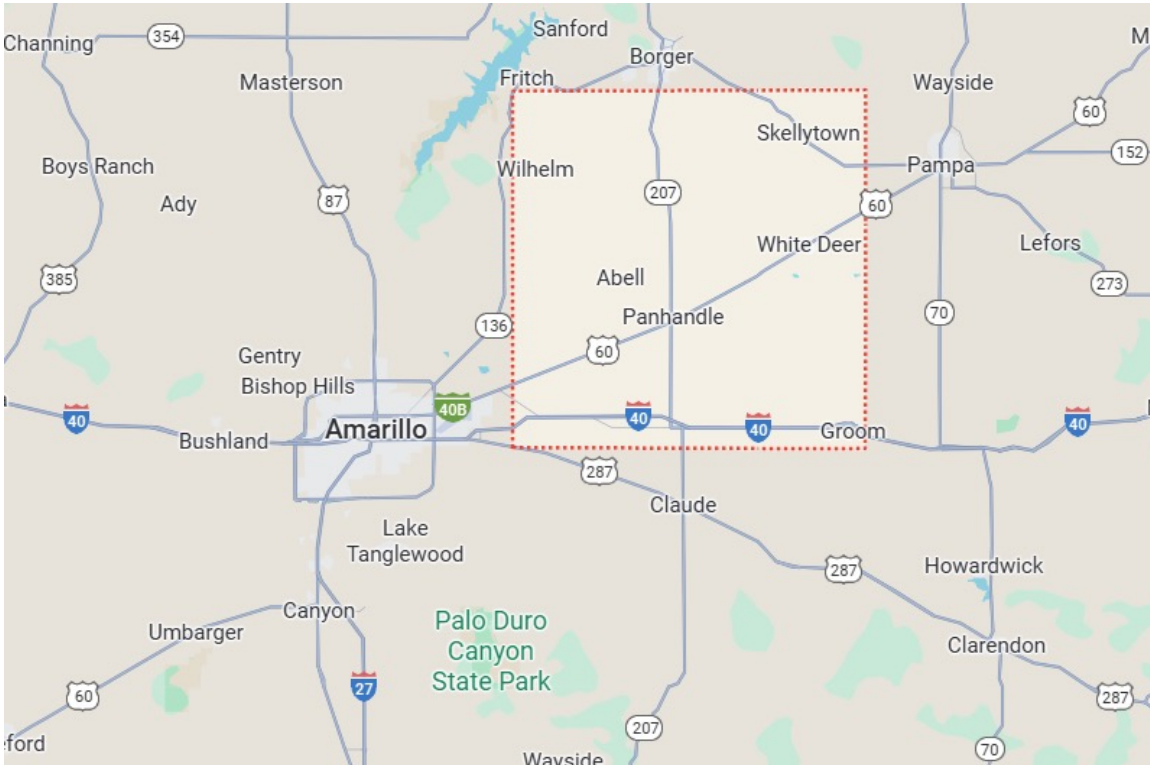 Sanford
Channing
354
Borger
M
Masterson
Fritch
Wayside
60
Skellytown
152
Boys Ranch
Wilhelm
Pampa
87
207
Ady
60
White Deer
Lefors
385
Abell
273
136
Panhandle
70
Gentry
60
Bishop Hills
40B
40
40
40
40
Amarillo
Groom
Bushland
287
Claude
Lake
Tanglewood
287
Howardwick
Canyon
Palo Duro
Canyon
State Park
Umbarger
Clarendon
27
60
287
207
eford
70
Wayside